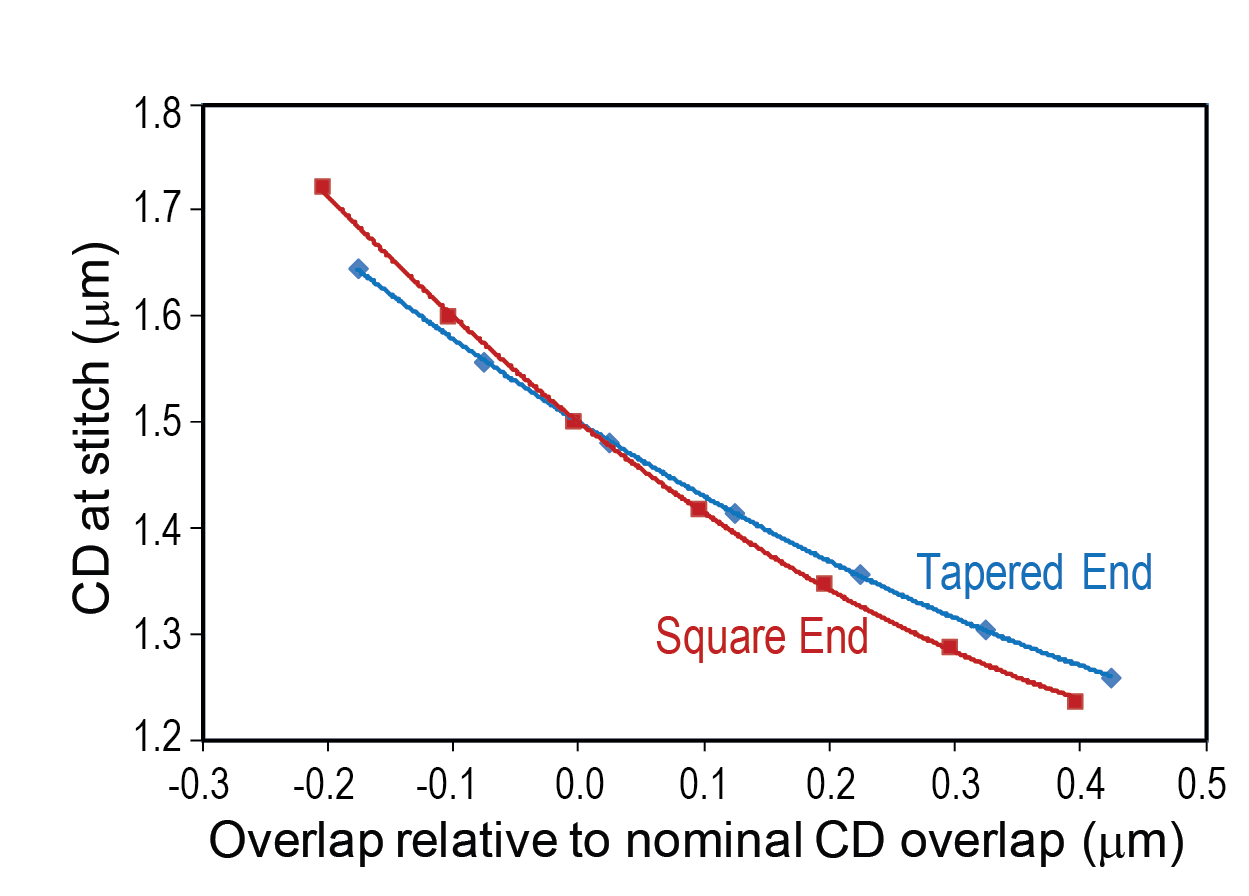 1.8
1.7
1.6
1.5
1.4
1.3
1.2
CD at stitch (μm)
Tapered End
Square End
-0.3 -0.2 -0.1 0.0 0.1 0.2 0.3 0.4 0.5
Overlap relative to nominal CD overlap (μm)